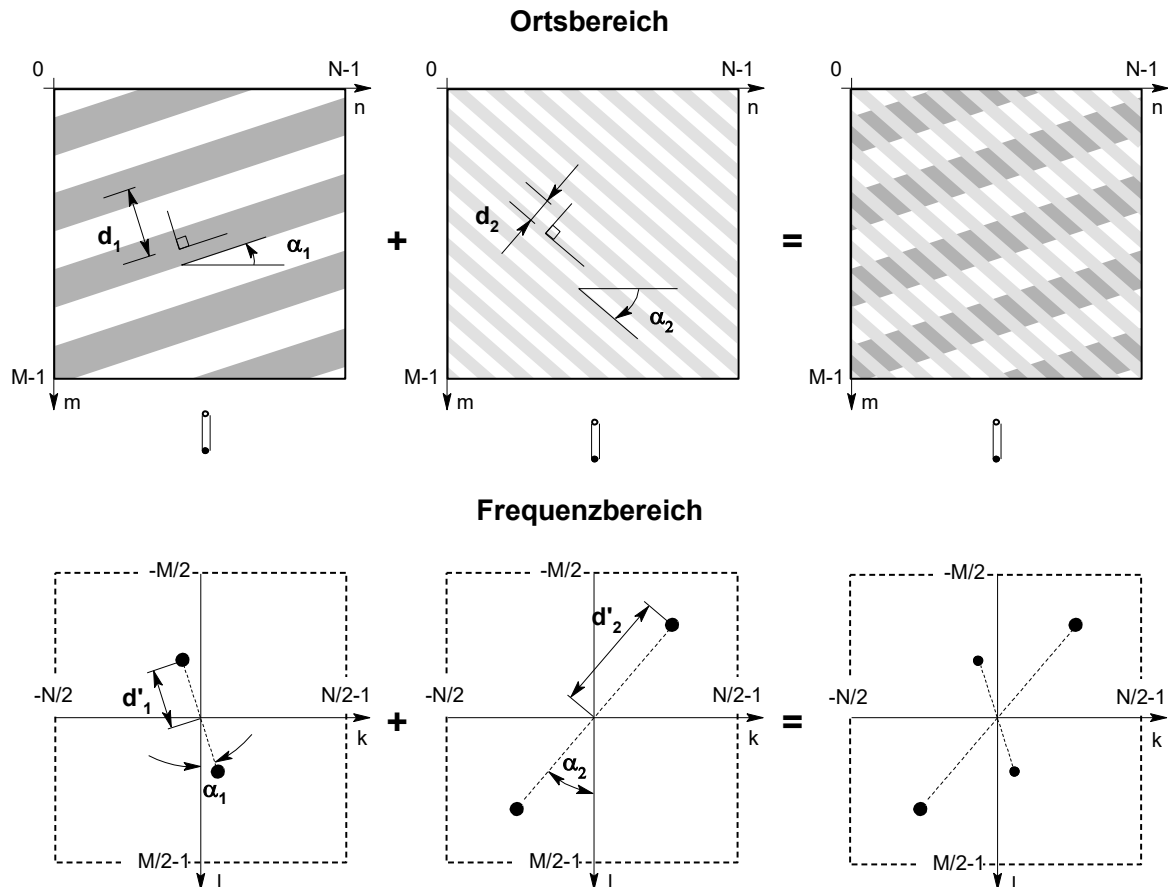 Ortsbereich
0 N-1 n
d₁ α₁
M-1 m
+
0 N-1 n
d₂ α₂
M-1 m
=
0 N-1 n
M-1 m
Frequenzbereich
-M/2
-N/2 N/2-1
d'₁ k
α₁
M/2-1
l
+
-M/2
d'₂
-N/2 N/2-1
k
α₂
M/2-1
l
=
-M/2
-N/2 N/2-1
k
M/2-1
l